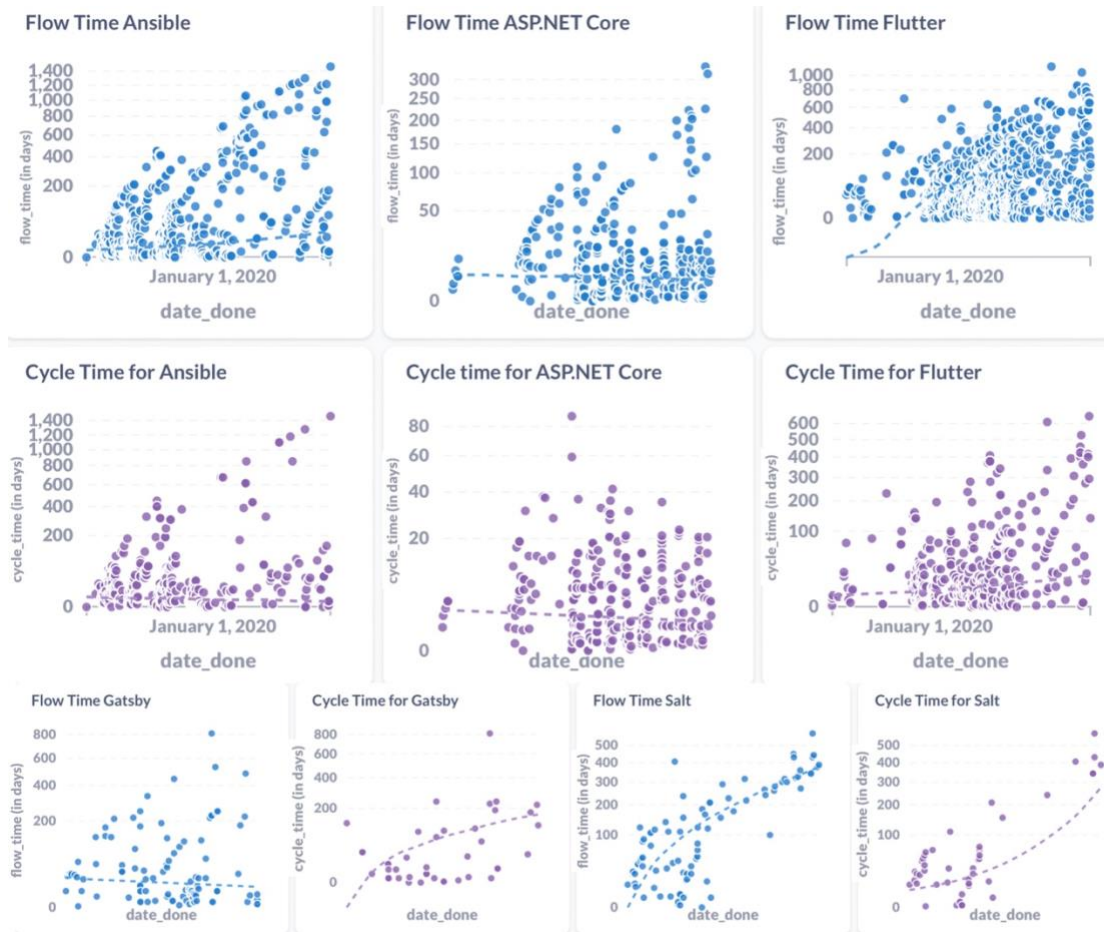 Flow Time Ansible
1,400
1,200
1,000
800
600
400
200
0
flow_time (in days)
January 1, 2020
date_done
Flow Time ASP.NET Core
300
250
200
150
100
50
0
flow_time (in days)
date_done
Flow Time Flutter
1,000
800
600
400
200
0
flow_time (in days)
January 1, 2020
date_done
Cycle Time for Ansible
1,400
1,200
1,000
800
600
400
200
0
cycle_time (in days)
January 1, 2020
date_done
Cycle time for ASP.NET Core
80
60
40
20
0
cycle_time (in days)
date_done
Cycle Time for Flutter
600
500
400
300
200
100
0
cycle_time (in days)
January 1, 2020
date_done
Flow Time Gatsby
800
600
400
200
0
flow_time (in days)
date_done
Cycle Time for Gatsby
800
600
400
200
0
cycle_time (in days)
date_done
Flow Time Salt
500
400
300
200
100
0
flow_time (in days)
date_done
Cycle Time for Salt
500
400
300
200
100
0
cycle_time (in days)
date_done